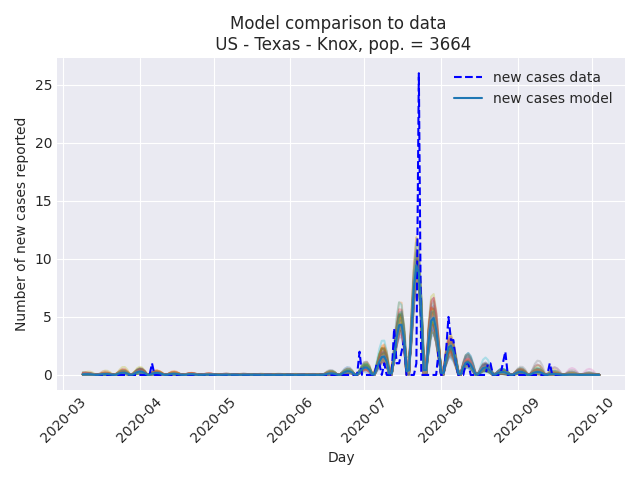 Model comparison to data
US - Texas - Knox, pop. = 3664
new cases data
new cases model
Number of new cases reported
25
20
15
10
5
0
2020-03
2020-04
2020-05
2020-06
2020-07
2020-08
2020-09
2020-10
Day